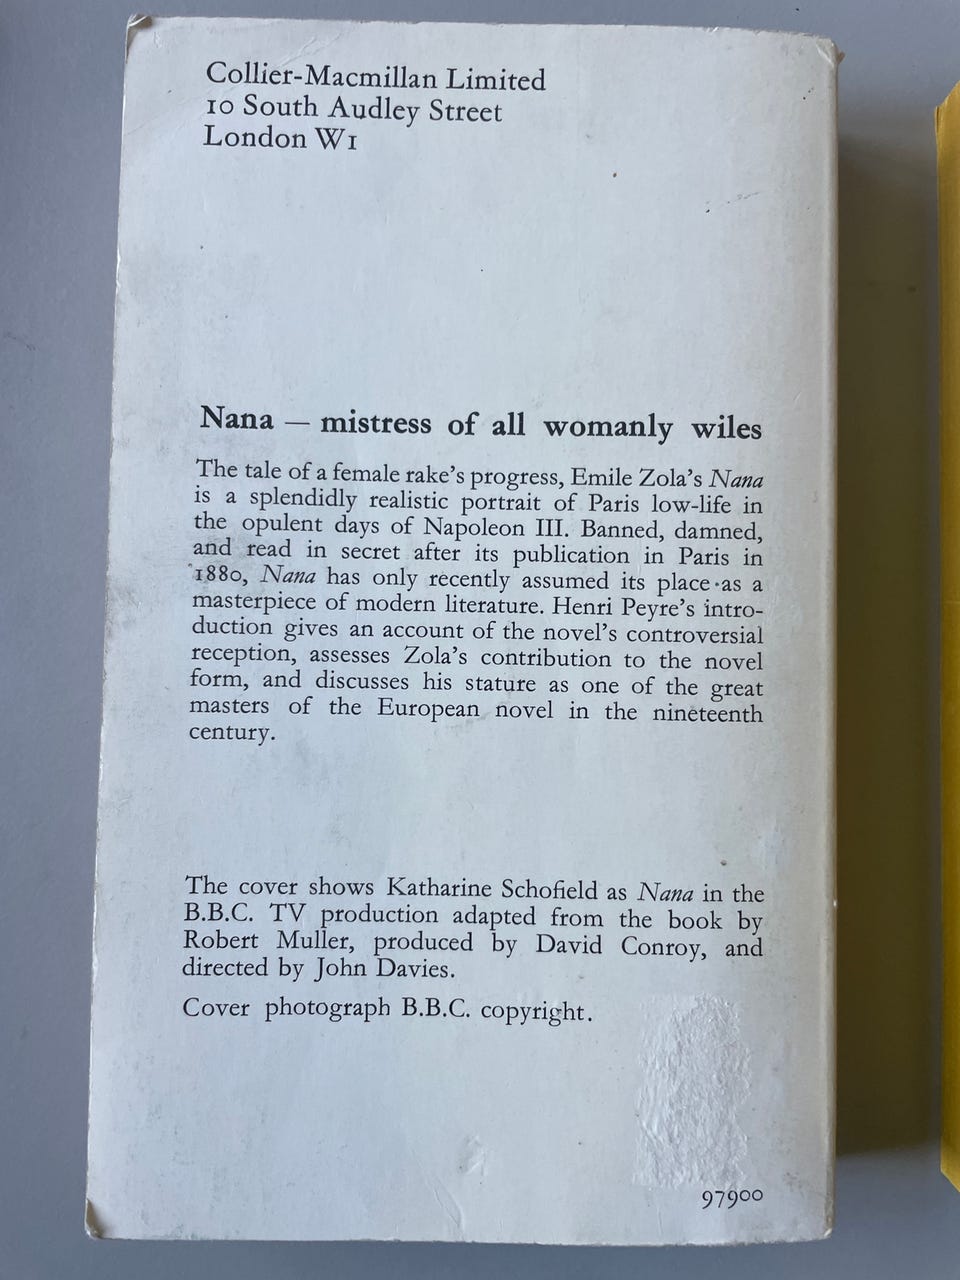 Collier-Macmillan Limited
10 South Audley Street
London W1
Nana — mistress of all womanly wiles
The tale of a female rake's progress, Emile Zola's Nana
is a splendidly realistic portrait of Paris low-life in
the opulent days of Napoleon III. Banned, damned,
and read in secret after its publication in Paris in
1880, Nana has only recently assumed its place as a
masterpiece of modern literature. Henri Peyre's intro-
duction gives an account of the novel's controversial
reception, assesses Zola's contribution to the novel
form, and discusses his stature as one of the great
masters of the European novel in the nineteenth
century.
The cover shows Katharine Schofield as Nana in the
B.B.C. TV production adapted from the book by
Robert Muller, produced by David Conroy, and
directed by John Davies.
Cover photograph B.B.C. copyright.
97900